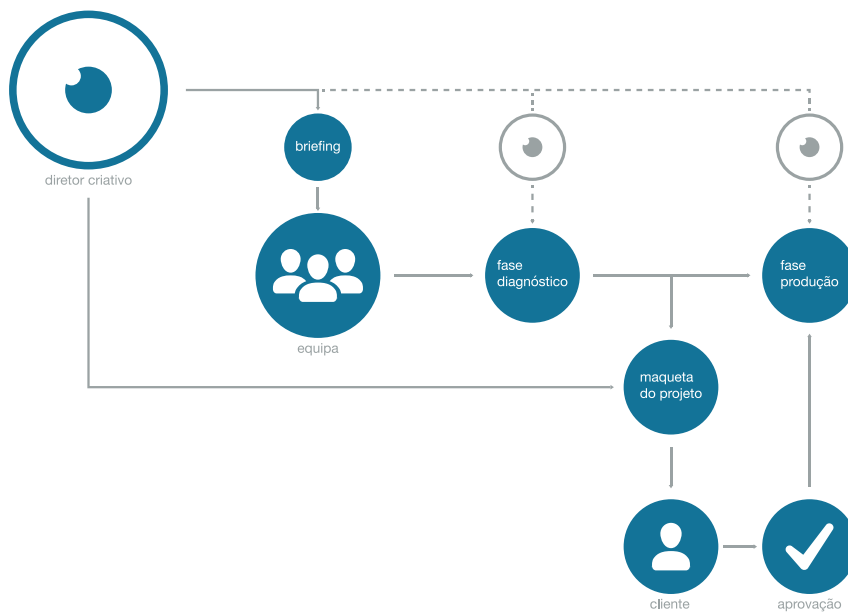 diretor criativo
briefing
equipa
fase
diagnóstico
fase
produção
maqueta
do projeto
cliente
aprovação